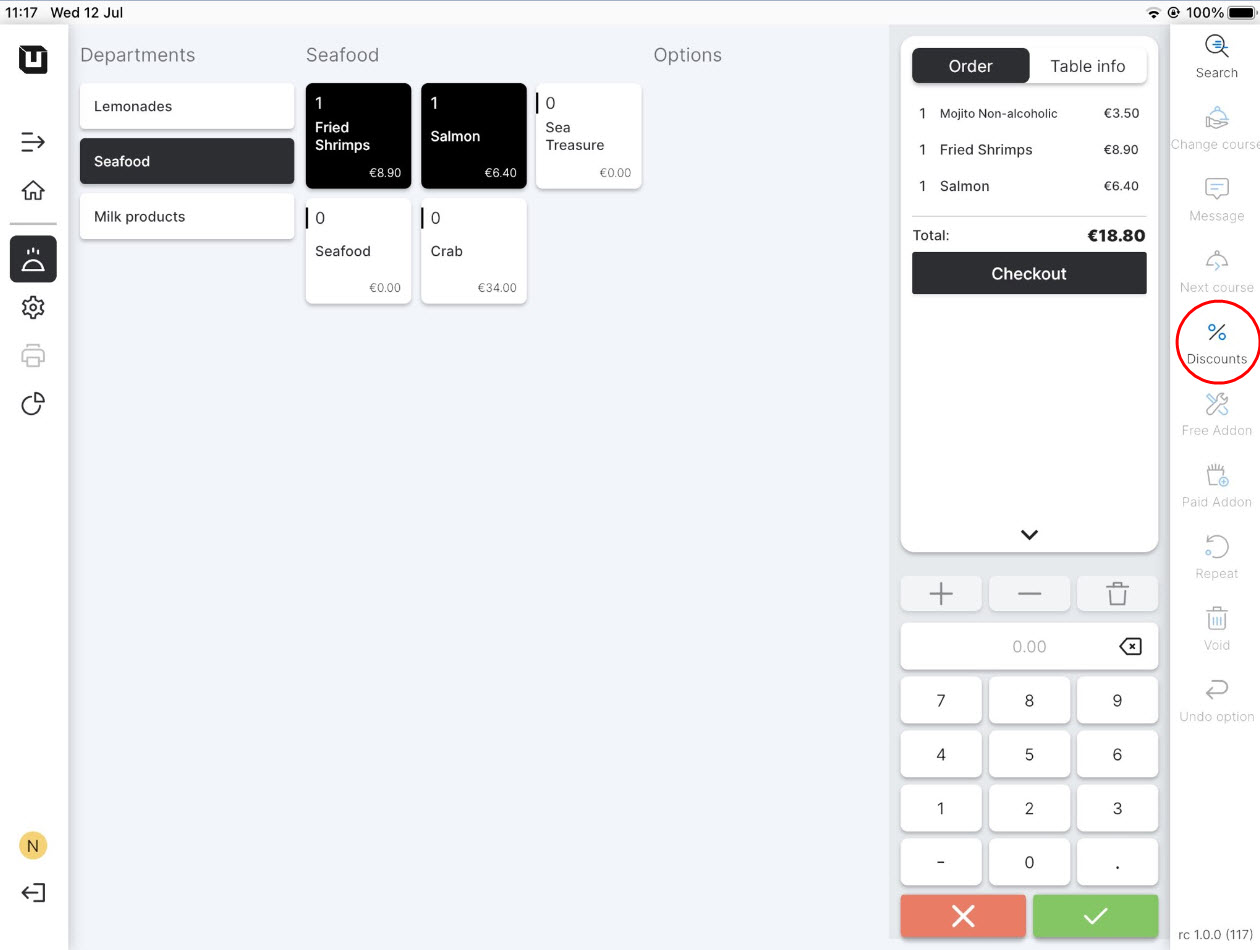 11:17 Wed 12 Jul
100%
Departments
Lemonades
Seafood
Milk products
Seafood
1
Fried
Shrimps
€8.90
1
Salmon
€6.40
0
Sea
Treasure
€0.00
0
Seafood
€0.00
0
Crab
€34.00
Options
Order
Table info
1 Mojito Non-alcoholic €3.50
1 Fried Shrimps €8.90
1 Salmon €6.40
Total: €18.80
Checkout
0.00
7 8 9
4 5 6
1 2 3
- 0 .
Search
Change course
Message
Next course
Discounts
Free Addon
Paid Addon
Repeat
Void
Undo option
N
rc 1.0.0 (117)